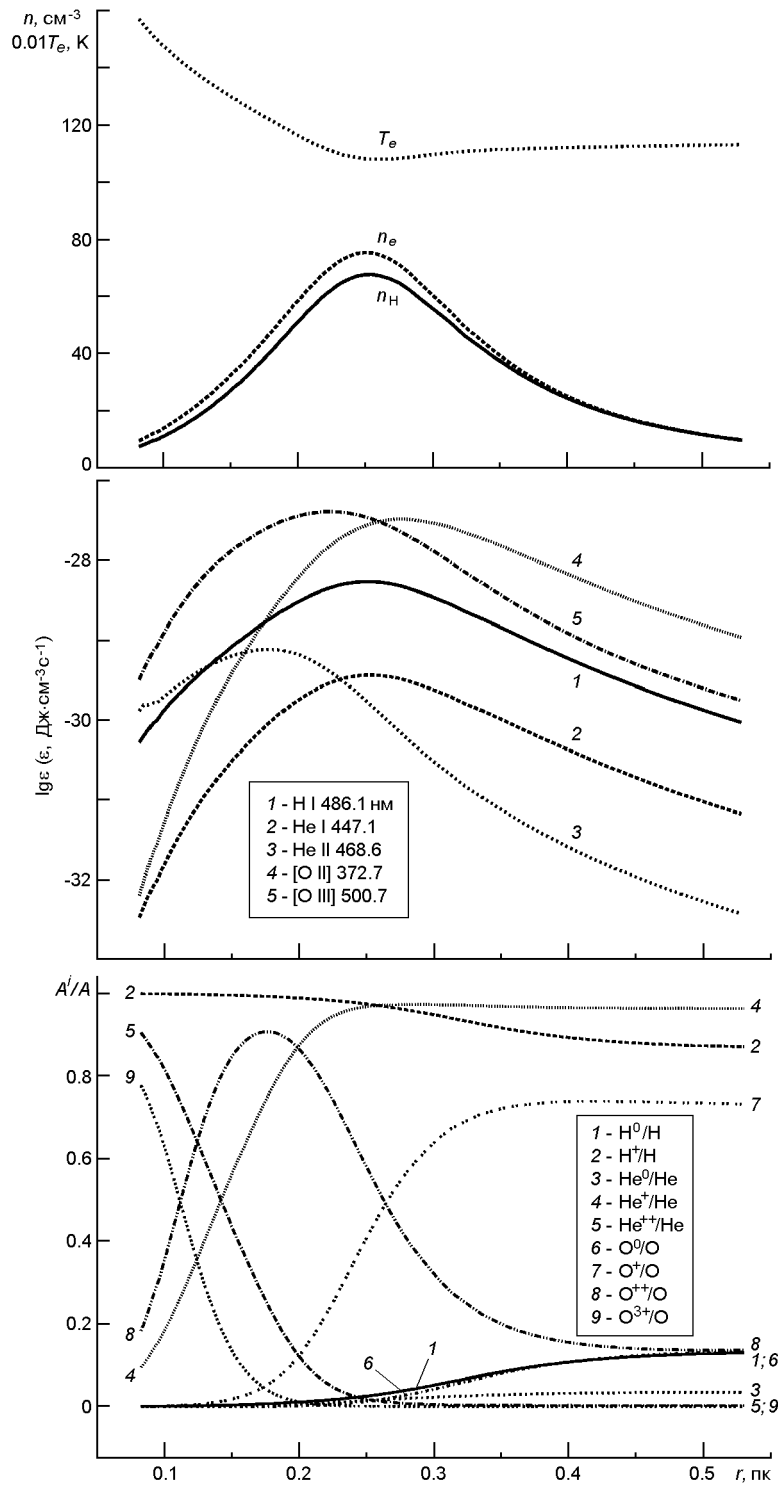 n, см⁻³
0.01Tₑ, К
120
80
40
0
Tₑ
nₑ
n_H
lgε (ε, Дж·см⁻³с⁻¹)
-28
-30
-32
4
5
1
2
3
1 - H I 486.1 нм
2 - He I 447.1
3 - He II 468.6
4 - [O II] 372.7
5 - [O III] 500.7
Aⁱ/A
0.8
0.6
0.4
0.2
0
2
5
9
8
4
6
1
4
2
7
8
1;6
3
5;9
1 - H⁰/H
2 - H⁺/H
3 - He⁰/He
4 - He⁺/He
5 - He⁺⁺/He
6 - O⁰/O
7 - O⁺/O
8 - O⁺⁺/O
9 - O³⁺/O
0.1 0.2 0.3 0.4 0.5 r, пк